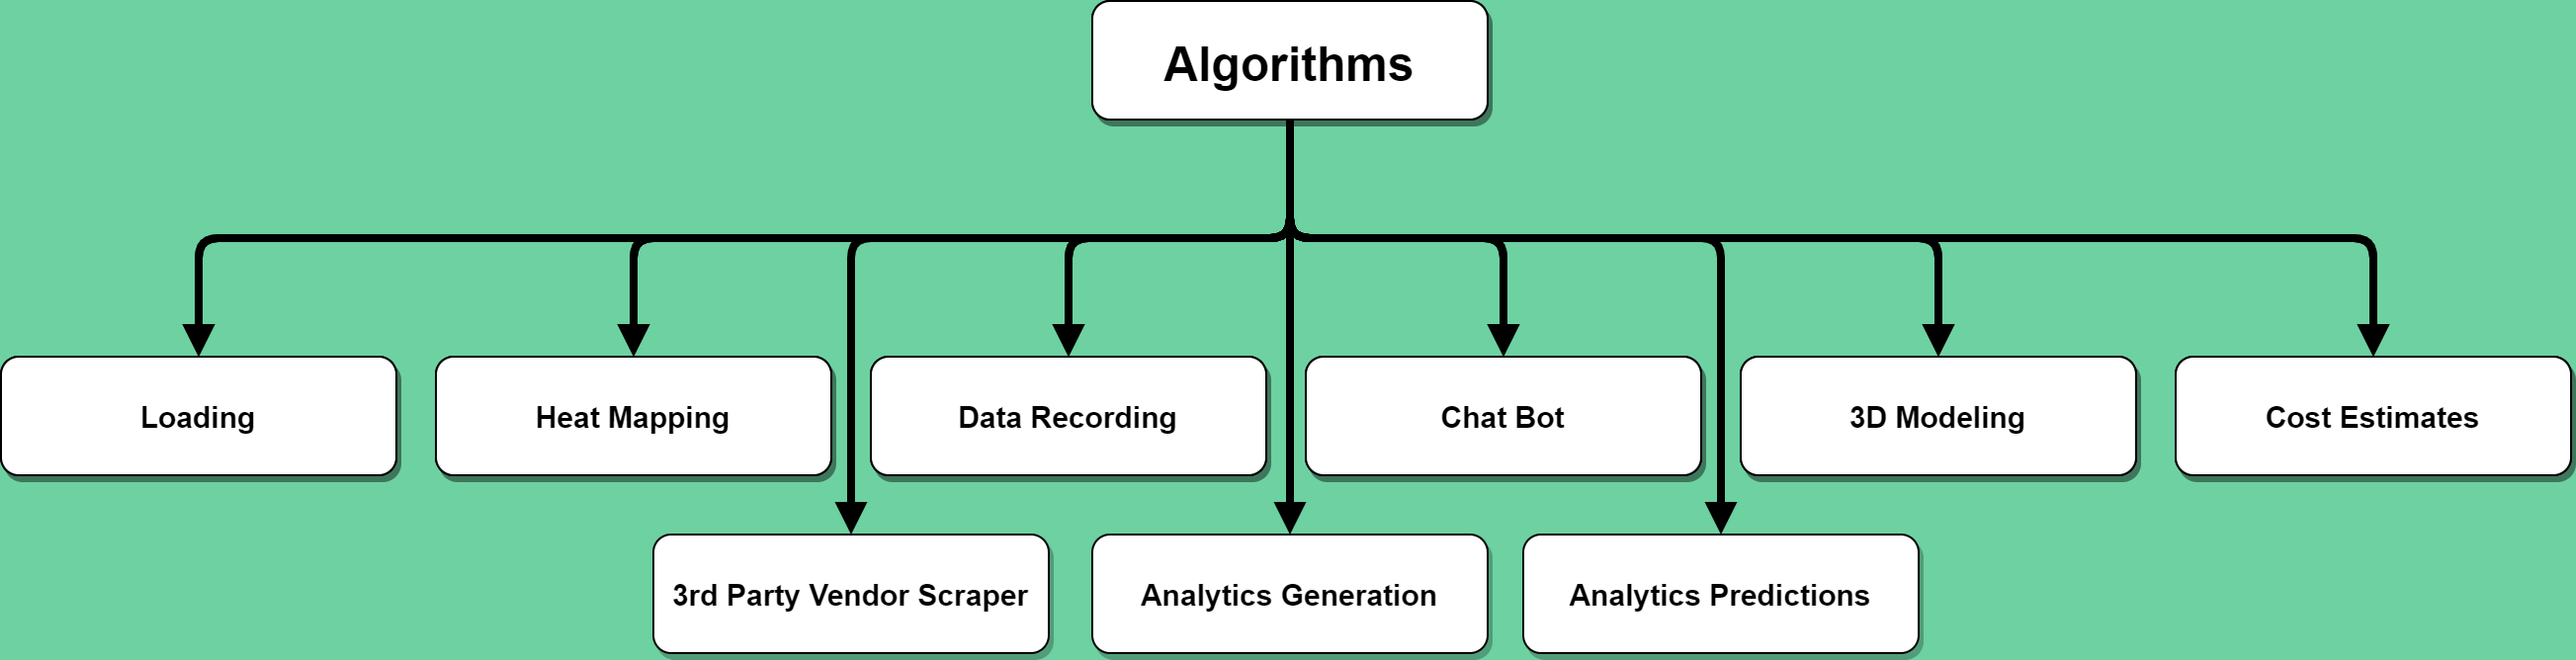 Algorithms
Loading
Heat Mapping
Data Recording
Chat Bot
3D Modeling
Cost Estimates
3rd Party Vendor Scraper
Analytics Generation
Analytics Predictions